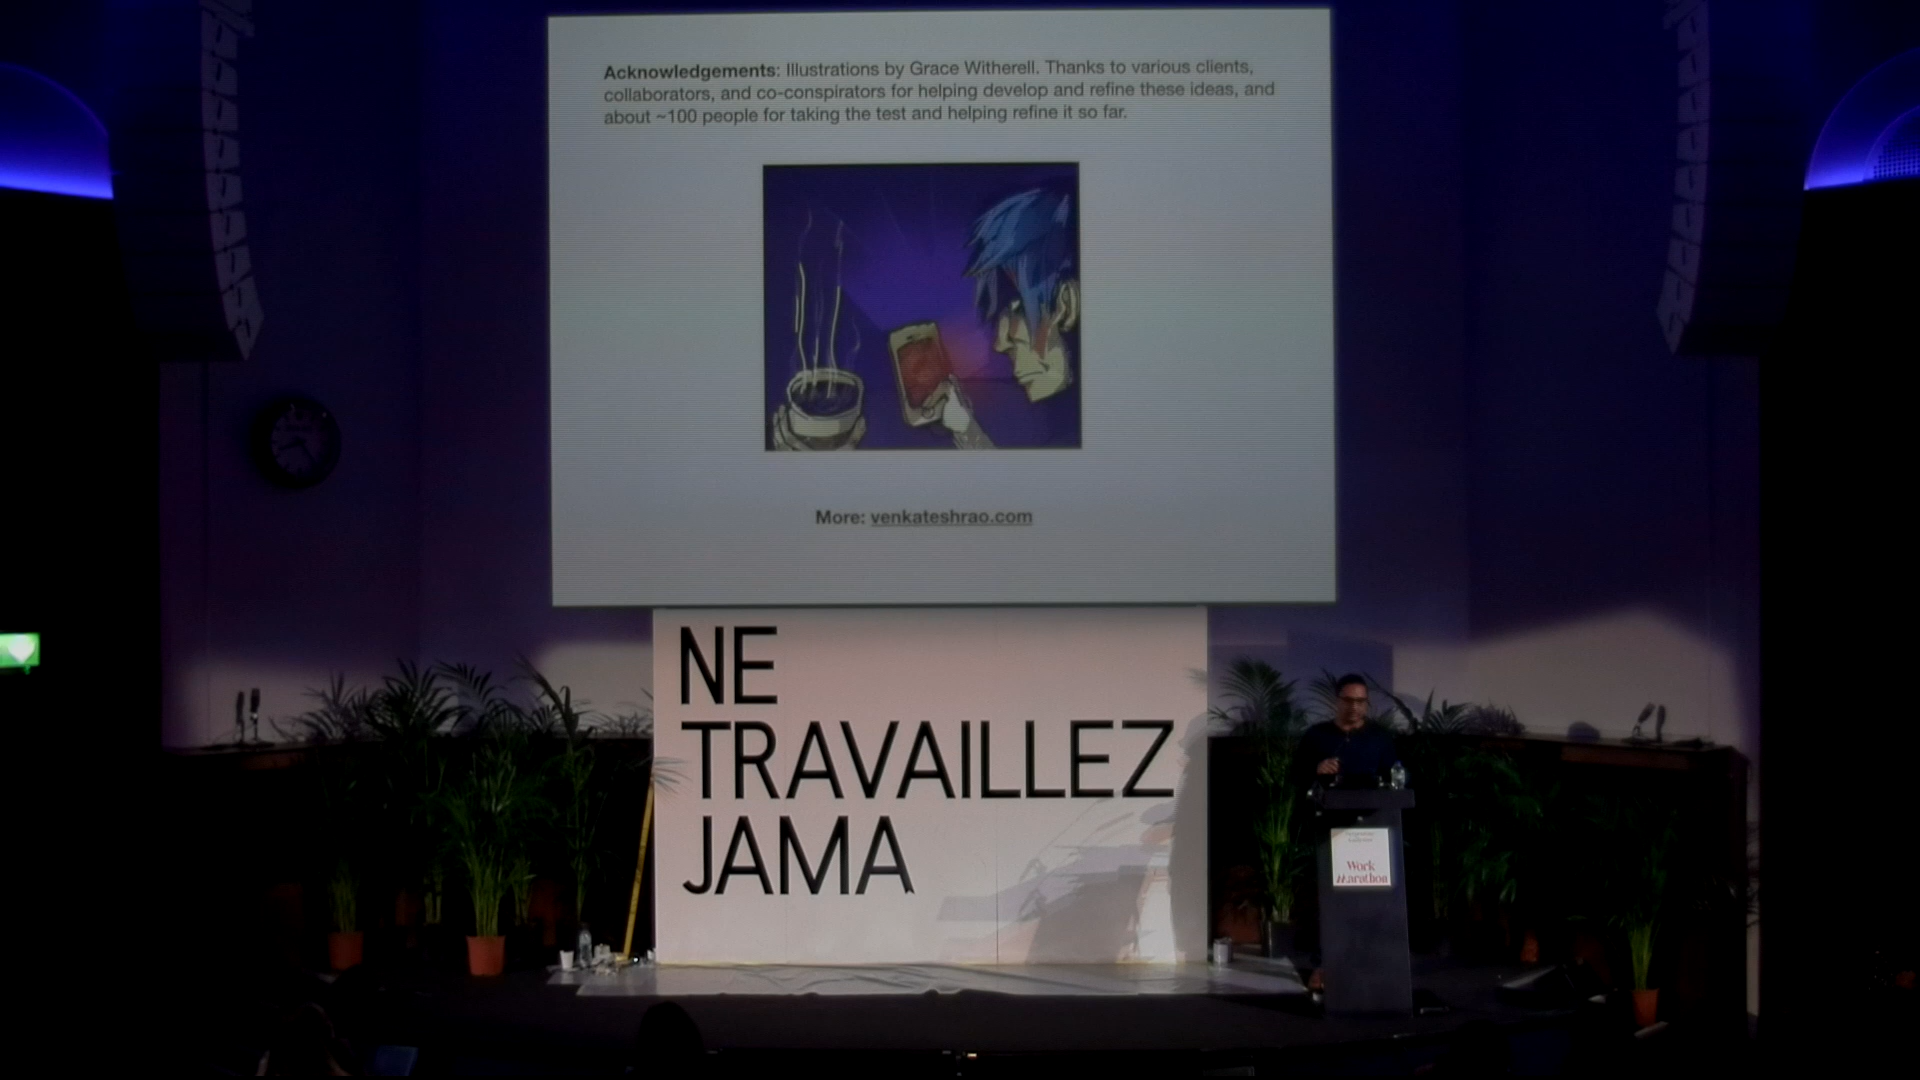 Acknowledgements: Illustrations by Grace Witherell. Thanks to various clients,
collaborators, and co-conspirators for helping develop and refine these ideas, and
about ~100 people for taking the test and helping refine it so far.
More: venkateshrao.com
NE
TRAVAILLEZ
JAMA
Work
Marathon